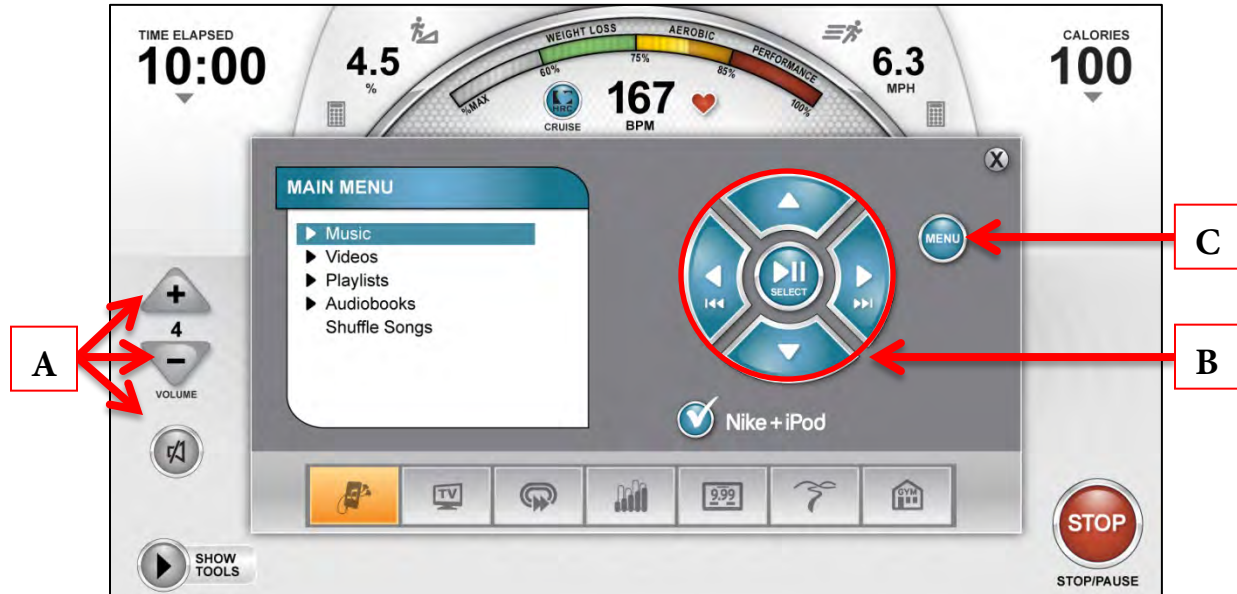 TIME ELAPSED
10:00
4.5
%
%MAX
WEIGHT LOSS
60%
75%
AEROBIC
85%
PERFORMANCE
100%
HRC
CRUISE
167
BPM
6.3
MPH
CALORIES
100
X
MAIN MENU
Music
Videos
Playlists
Audiobooks
Shuffle Songs
SELECT
MENU
C
B
A
+
4
−
VOLUME
Nike + iPod
TV
9.99
GYM
SHOW
TOOLS
STOP
STOP/PAUSE